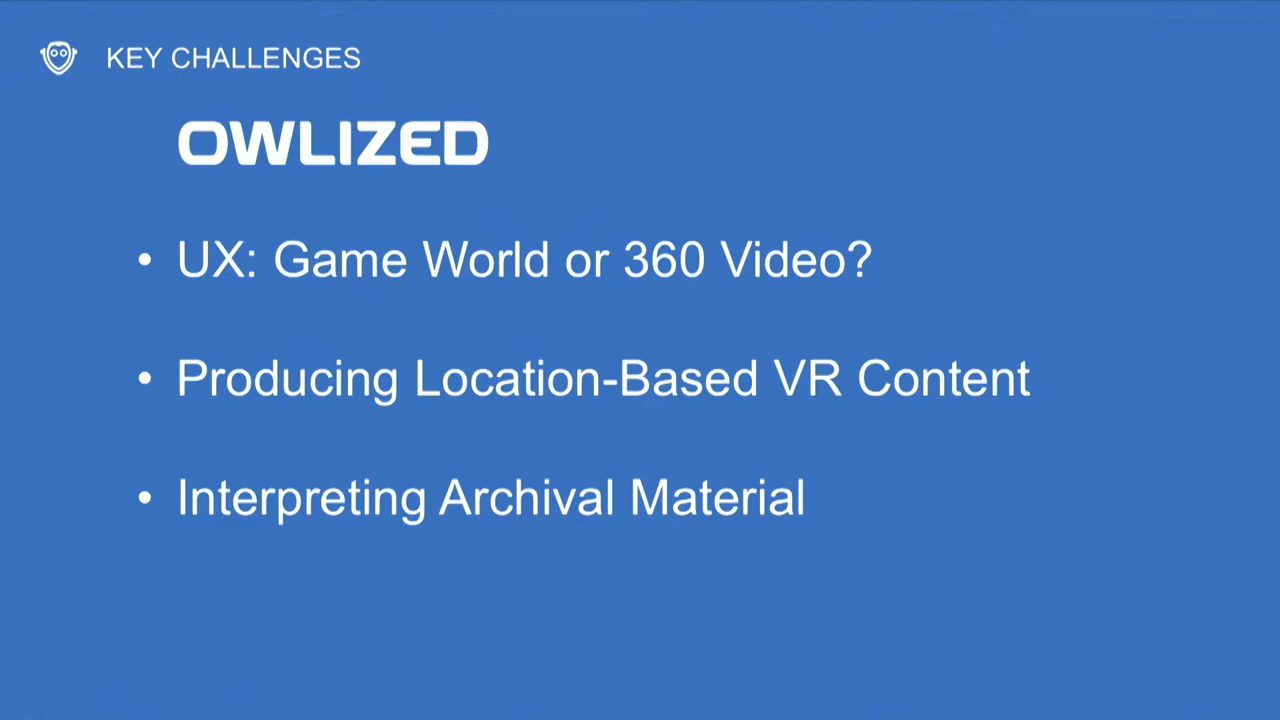 KEY CHALLENGES
OWLIZED
• UX: Game World or 360 Video?
• Producing Location-Based VR Content
• Interpreting Archival Material